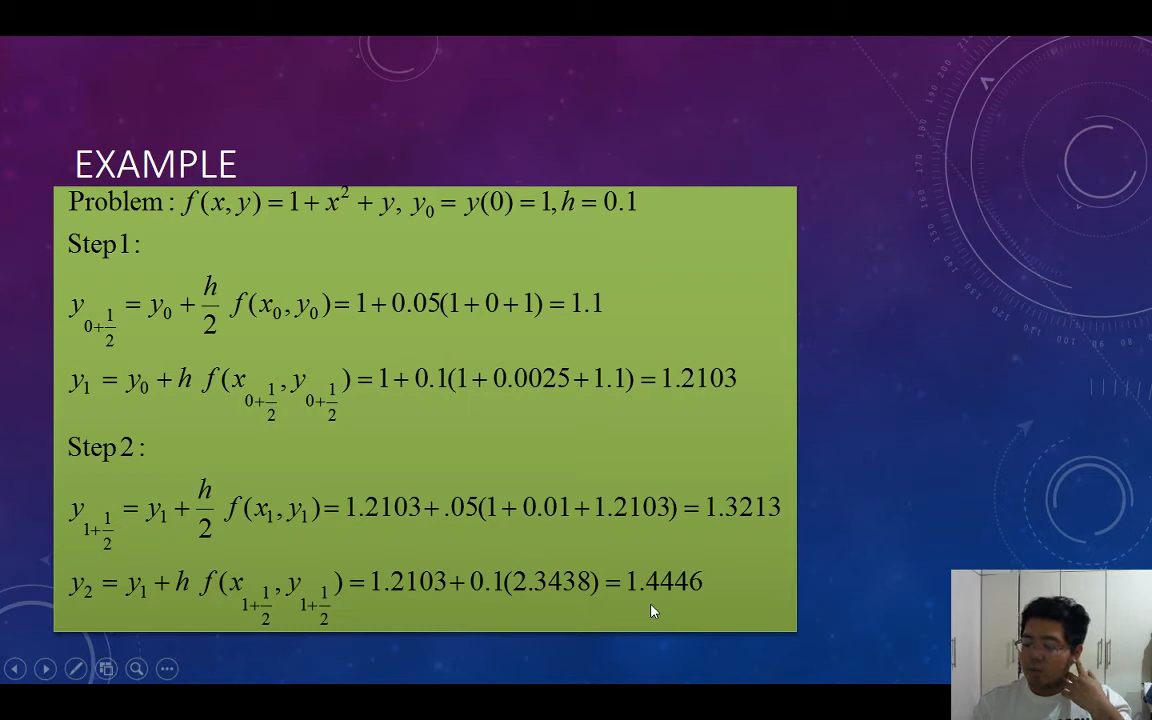 EXAMPLE
Problem: f(x, y) = 1 + x² + y, y₀ = y(0) = 1, h = 0.1
Step1:
y_{0+1/2} = y₀ + h/2 f(x₀, y₀) = 1 + 0.05(1 + 0 + 1) = 1.1
y₁ = y₀ + h f(x_{0+1/2}, y_{0+1/2}) = 1 + 0.1(1 + 0.0025 + 1.1) = 1.2103
Step2:
y_{1+1/2} = y₁ + h/2 f(x₁, y₁) = 1.2103 + .05(1 + 0.01 + 1.2103) = 1.3213
y₂ = y₁ + h f(x_{1+1/2}, y_{1+1/2}) = 1.2103 + 0.1(2.3438) = 1.4446